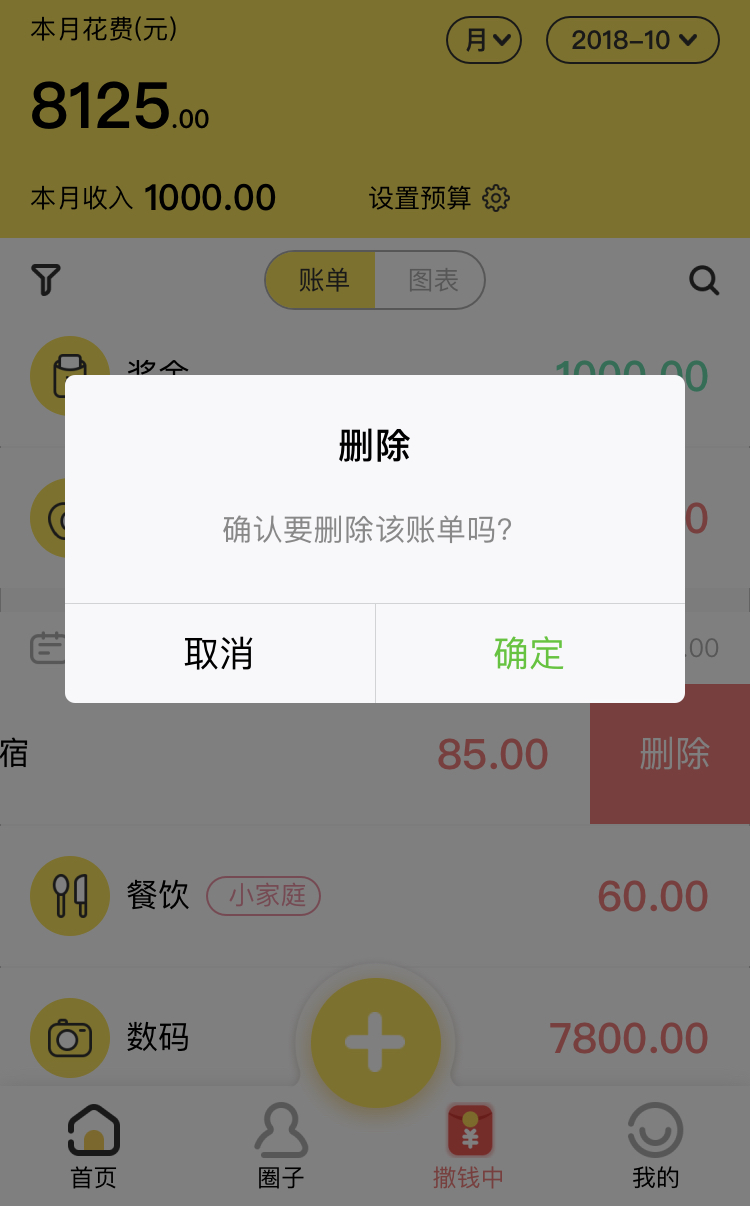 本月花费(元)
月
2018-10
8125.00
本月收入 1000.00
设置预算
账单
图表
奖金
1000.00
删除
确认要删除该账单吗?
0
取消
确定
.00
宿
85.00
删除
餐饮
小家庭
60.00
数码
7800.00
首页
圈子
撒钱中
我的